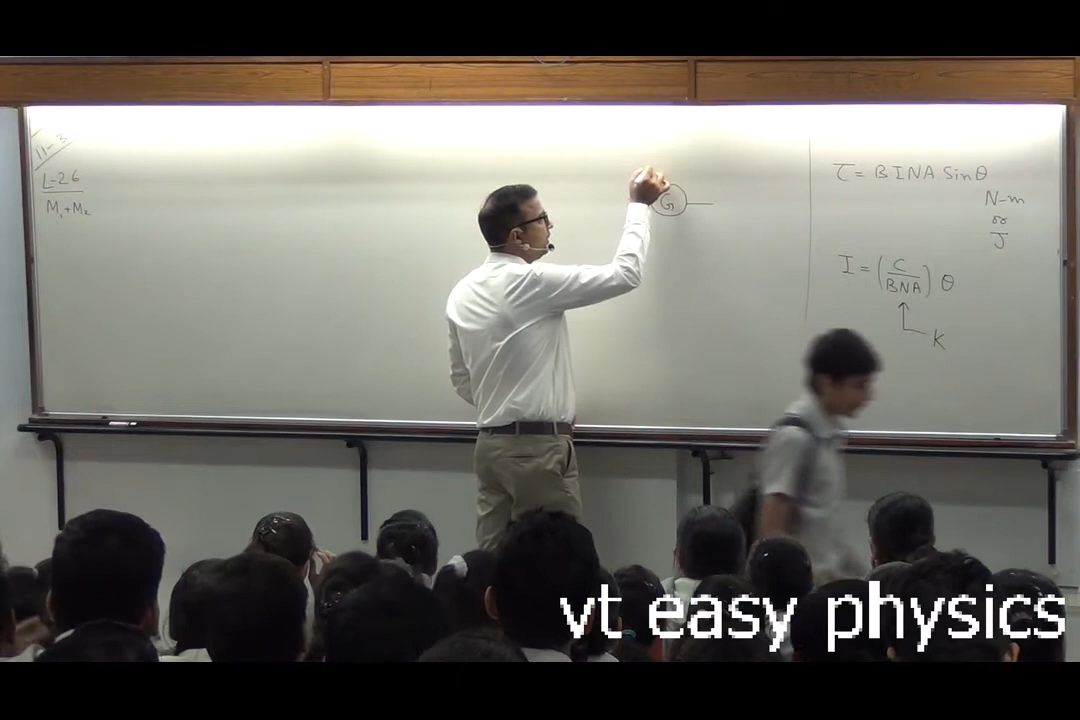 11-3
L-26
M₁+M₂
G
τ = BINA Sinθ
N-m
or
J
I = (C/BNA) θ
K
vt easy physics